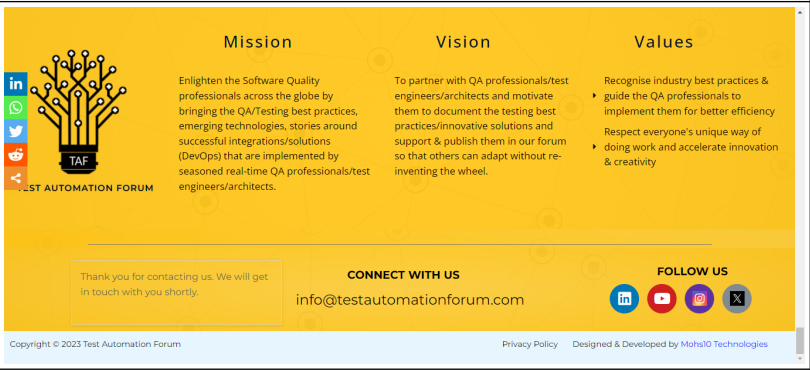 Mission
Enlighten the Software Quality
professionals across the globe by
bringing the QA/Testing best practices,
emerging technologies, stories around
successful integrations/solutions
(DevOps) that are implemented by
seasoned real-time QA professionals/test
engineers/architects.
Vision
To partner with QA professionals/test
engineers/architects and motivate
them to document the testing best
practices/innovative solutions and
support & publish them in our forum
so that others can adapt without re-
inventing the wheel.
Values
Recognise industry best practices &
guide the QA professionals to
implement them for better efficiency
Respect everyone's unique way of
doing work and accelerate innovation
& creativity
in
TAF
TEST AUTOMATION FORUM
Thank you for contacting us. We will get
in touch with you shortly.
CONNECT WITH US
info@testautomationforum.com
FOLLOW US
in
X
Copyright © 2023 Test Automation Forum
Privacy Policy
Designed & Developed by Mohs10 Technologies